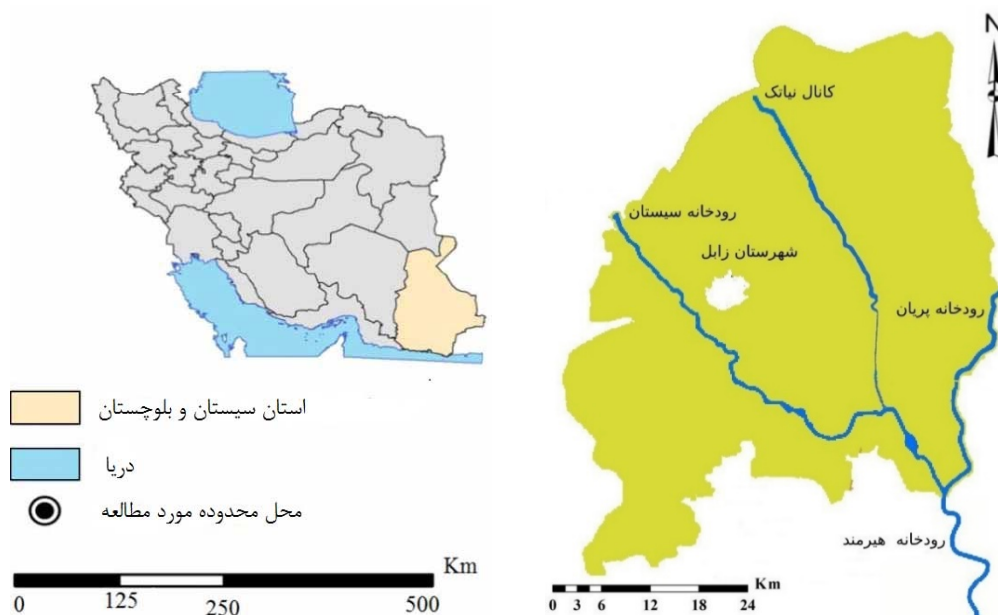 استان سیستان و بلوچستان
دریا
محل محدوده مورد مطالعه
Km
0 125 250 500
N
کانال نیاتک
رودخانه سیستان
شهرستان زابل
رودخانه پریان
رودخانه هیرمند
Km
0 3 6 12 18 24